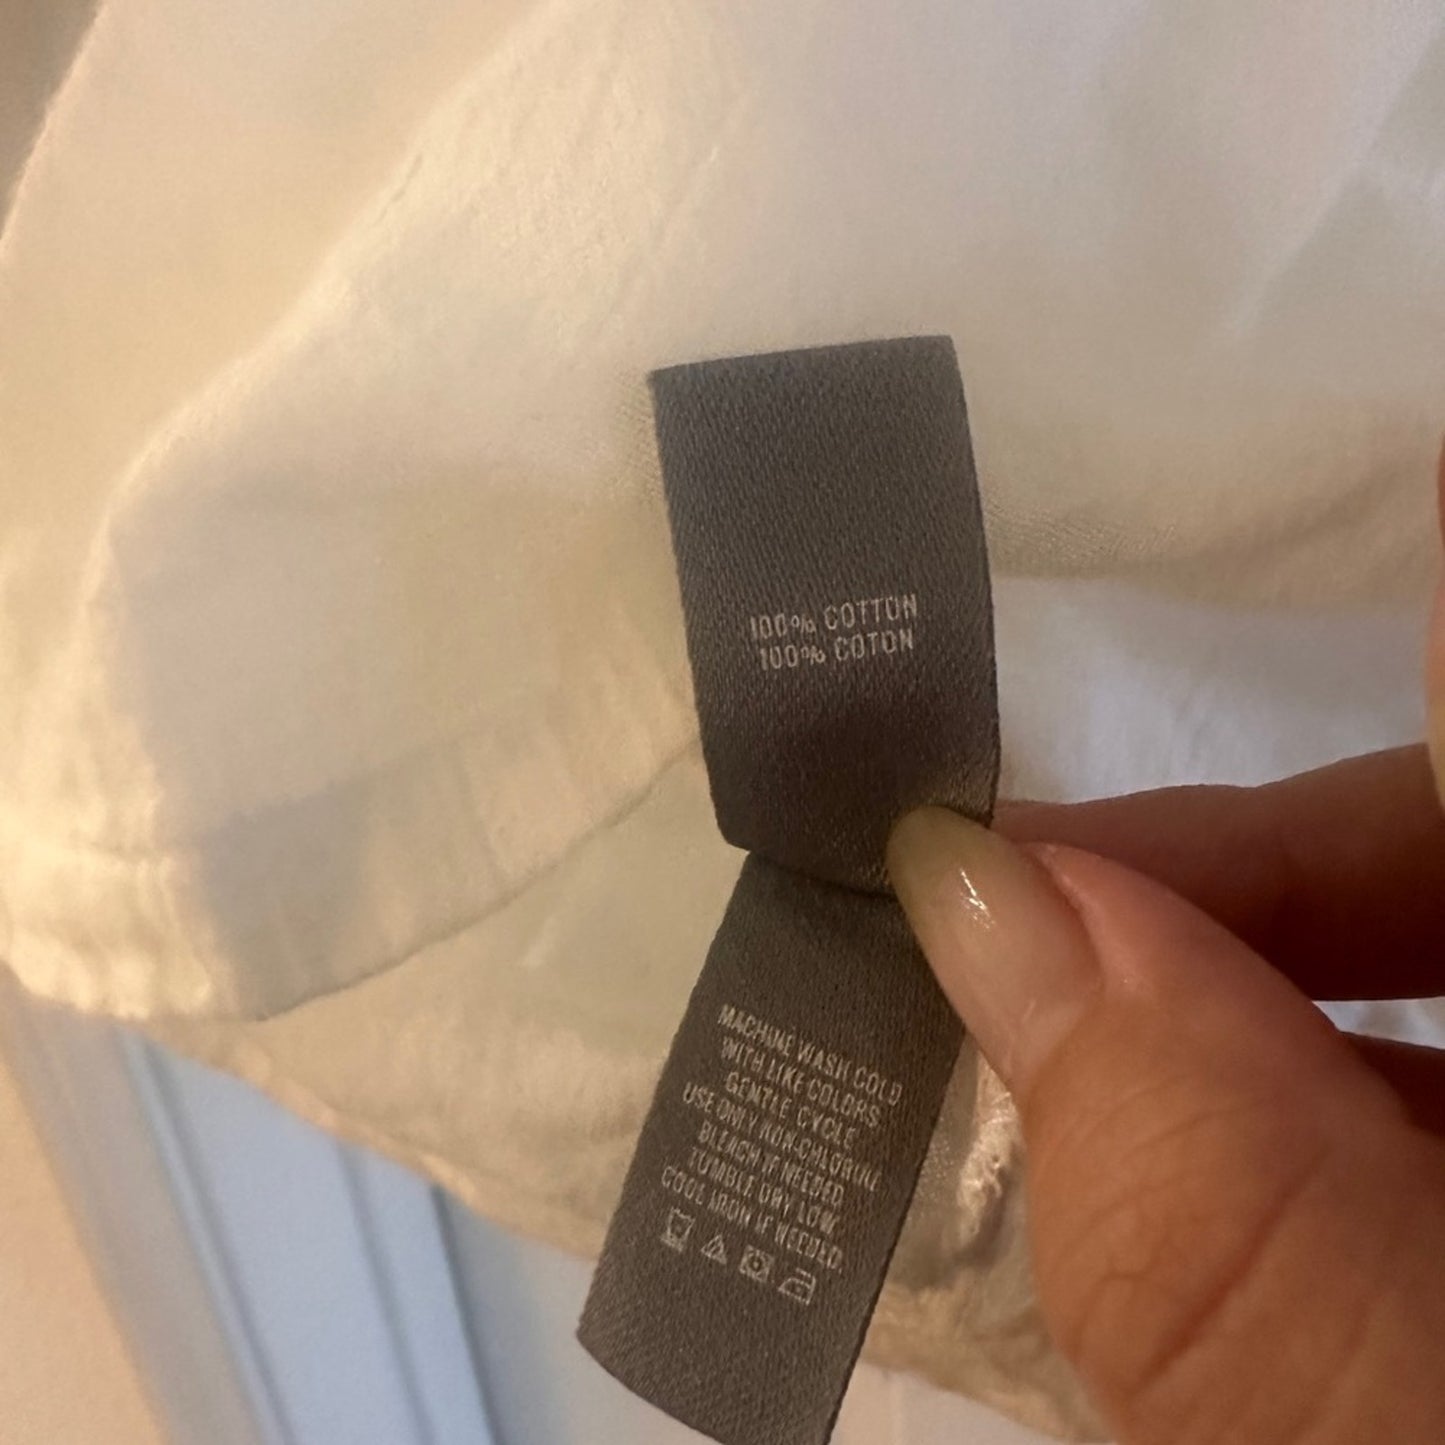 100% COTTON
100% COTON
MACHINE WASH COLD
WITH LIKE COLORS
GENTLE CYCLE
USE ONLY NON-CHLORINE
BLEACH IF NEEDED
TUMBLE DRY LOW.
COOL IRON IF NEEDED.